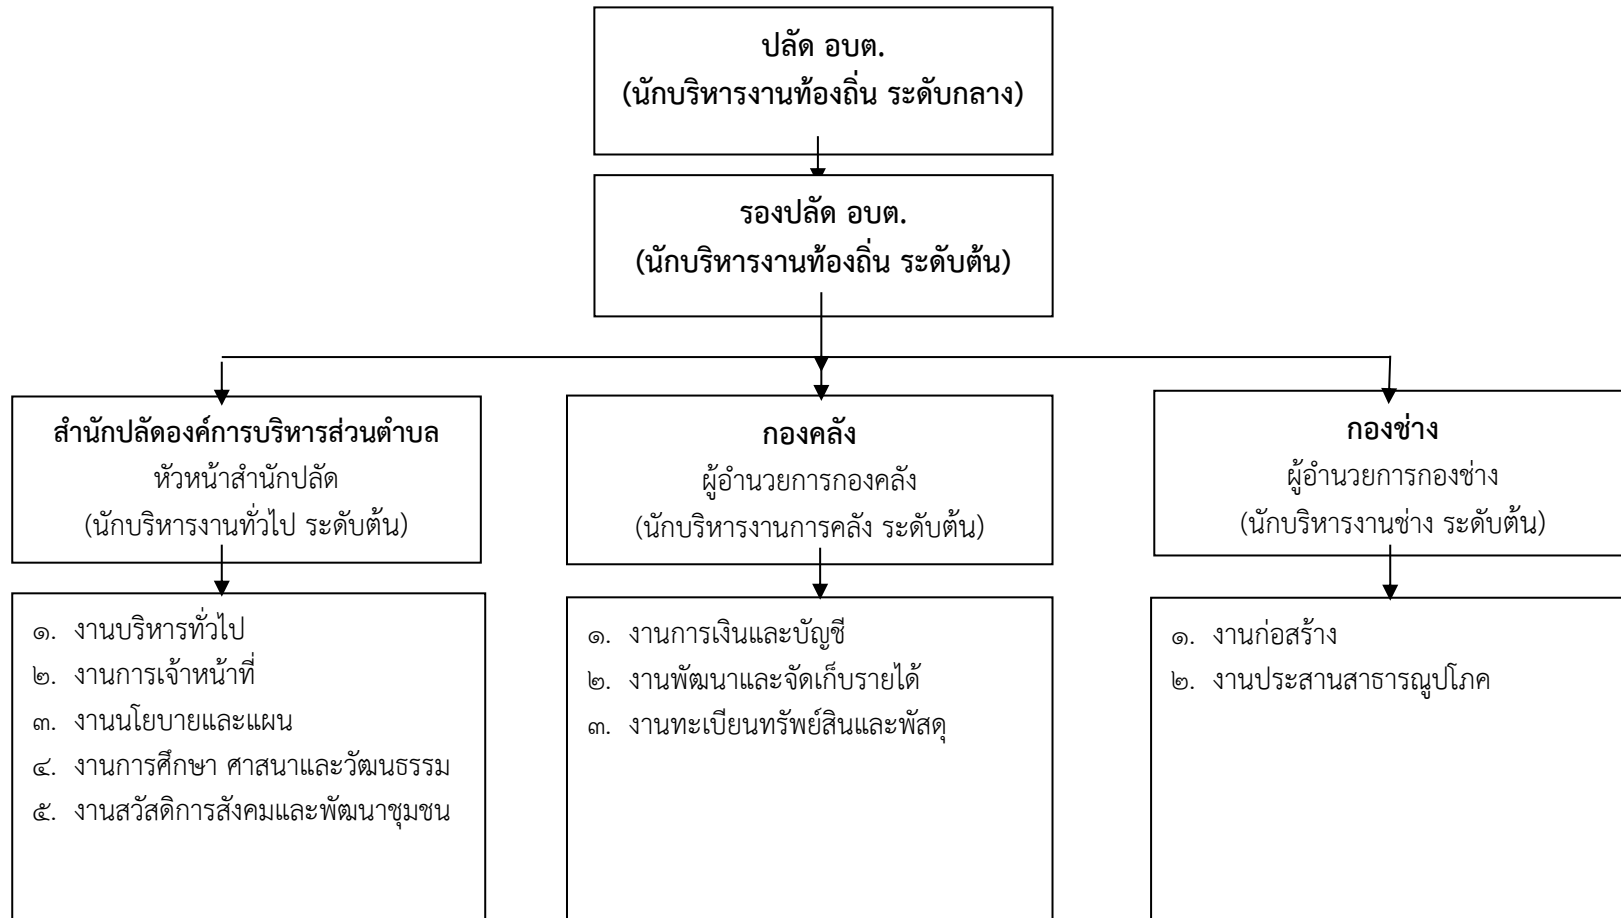 ปลัด อบต.
(นักบริหารงานท้องถิ่น ระดับกลาง)
รองปลัด อบต.
(นักบริหารงานท้องถิ่น ระดับต้น)
สำนักปลัดองค์การบริหารส่วนตำบล
หัวหน้าสำนักปลัด
(นักบริหารงานทั่วไป ระดับต้น)
กองคลัง
ผู้อำนวยการกองคลัง
(นักบริหารงานการคลัง ระดับต้น)
กองช่าง
ผู้อำนวยการกองช่าง
(นักบริหารงานช่าง ระดับต้น)
๑. งานบริหารทั่วไป
๒. งานการเจ้าหน้าที่
๓. งานนโยบายและแผน
๔. งานการศึกษา ศาสนาและวัฒนธรรม
๕. งานสวัสดิการสังคมและพัฒนาชุมชน
๑. งานการเงินและบัญชี
๒. งานพัฒนาและจัดเก็บรายได้
๓. งานทะเบียนทรัพย์สินและพัสดุ
๑. งานก่อสร้าง
๒. งานประสานสาธารณูปโภค